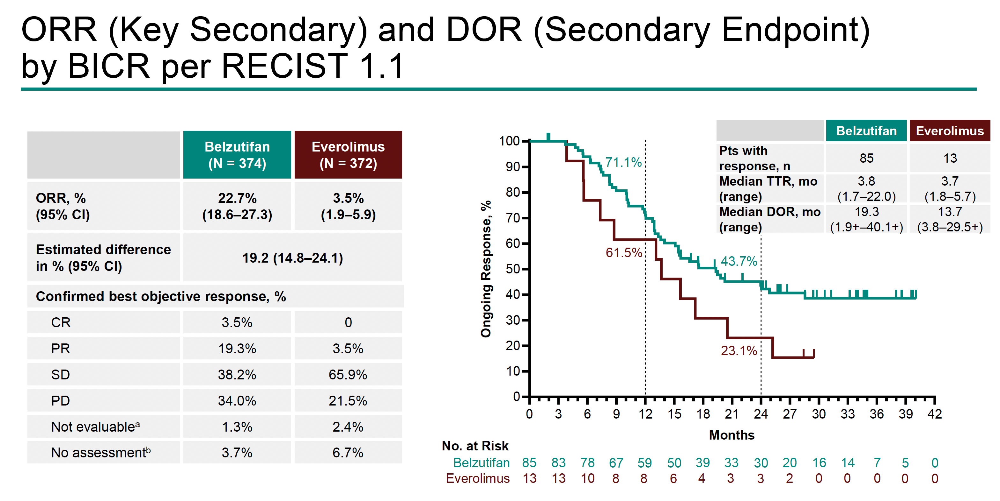 ORR (Key Secondary) and DOR (Secondary Endpoint)
by BICR per RECIST 1.1
Belzutifan
(N = 374)
Everolimus
(N = 372)
ORR, %
(95% CI)
22.7%
(18.6–27.3)
3.5%
(1.9–5.9)
Estimated difference
in % (95% CI)
19.2 (14.8–24.1)
Confirmed best objective response, %
CR 3.5% 0
PR 19.3% 3.5%
SD 38.2% 65.9%
PD 34.0% 21.5%
Not evaluableᵃ 1.3% 2.4%
No assessmentᵇ 3.7% 6.7%
Belzutifan Everolimus
Pts with
response, n
85
13
Median TTR, mo
(range)
3.8
(1.7–22.0)
3.7
(1.8–5.7)
Median DOR, mo
(range)
19.3
(1.9+–40.1+)
13.7
(3.8–29.5+)
Ongoing Response, %
100
90
80
70
60
50
40
30
20
10
0
71.1%
61.5%
43.7%
23.1%
0 3 6 9 12 15 18 21 24 27 30 33 36 39 42
Months
No. at Risk
Belzutifan 85 83 78 67 59 50 39 33 30 20 16 14 7 5 0
Everolimus 13 13 10 8 8 6 4 3 3 2 0 0 0 0 0